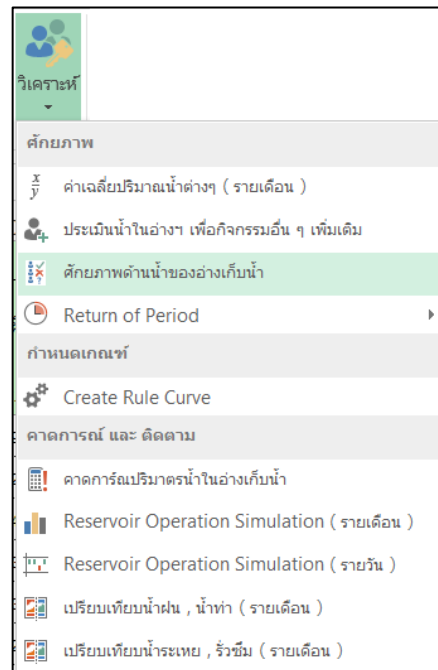 วิเคราะห์
ศักยภาพ
x
y
ค่าเฉลี่ยปริมาณน้ำต่างๆ ( รายเดือน )
ประเมินน้ำในอ่างฯ เพื่อกิจกรรมอื่น ๆ เพิ่มเติม
ศักยภาพด้านน้ำของอ่างเก็บน้ำ
Return of Period
กำหนดเกณฑ์
Create Rule Curve
คาดการณ์ และ ติดตาม
คาดการ์ณปริมาตรน้ำในอ่างเก็บน้ำ
Reservoir Operation Simulation ( รายเดือน )
Reservoir Operation Simulation ( รายวัน )
เปรียบเทียบน้ำฝน , น้ำท่า ( รายเดือน )
เปรียบเทียบน้ำระเหย , รั่วซึม ( รายเดือน )